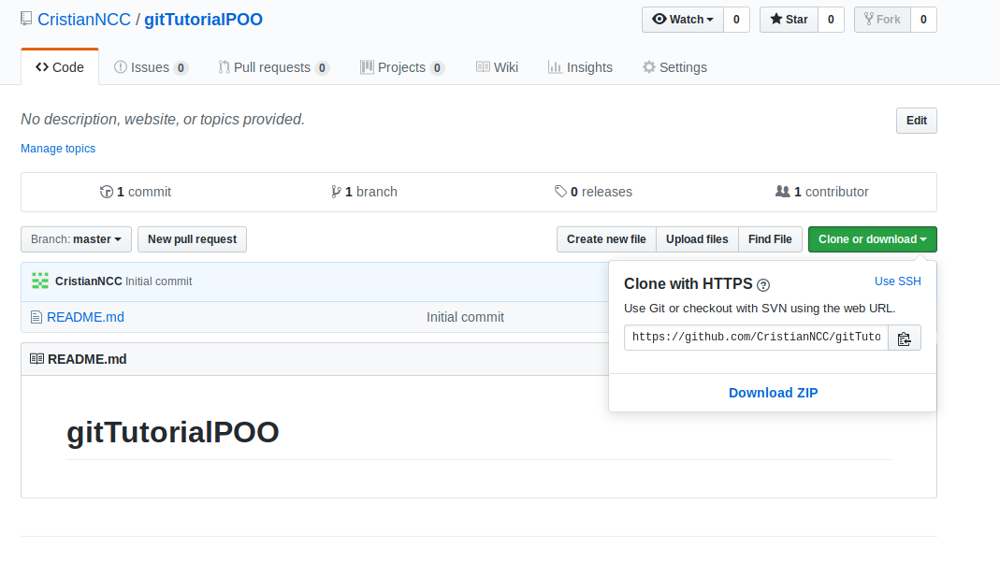 CristianNCC / gitTutorialPOO
Watch 0 Star 0 Fork 0
Code Issues 0 Pull requests 0 Projects 0 Wiki Insights Settings
No description, website, or topics provided.
Edit
Manage topics
1 commit 1 branch 0 releases 1 contributor
Branch: master New pull request Create new file Upload files Find File Clone or download
CristianNCC Initial commit
README.md Initial commit
Clone with HTTPS ?
Use SSH
Use Git or checkout with SVN using the web URL.
https://github.com/CristianNCC/gitTuto
Download ZIP
README.md
gitTutorialPOO